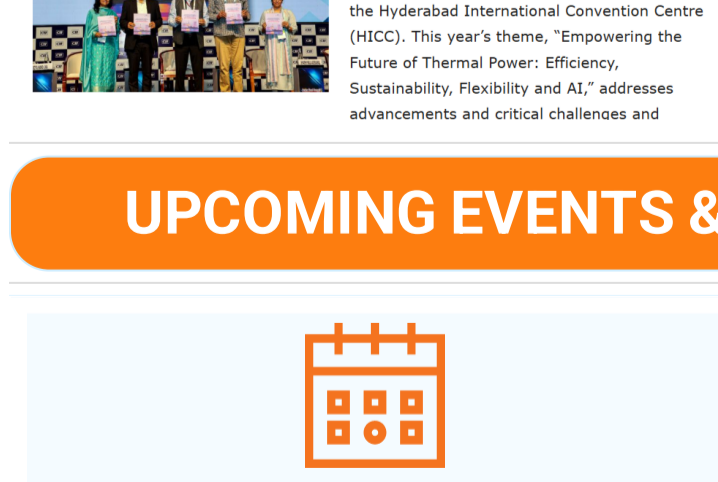 the Hyderabad International Convention Centre
(HICC). This year’s theme, “Empowering the
Future of Thermal Power: Efficiency,
Sustainability, Flexibility and AI,” addresses
advancements and critical challenges and
UPCOMING EVENTS &